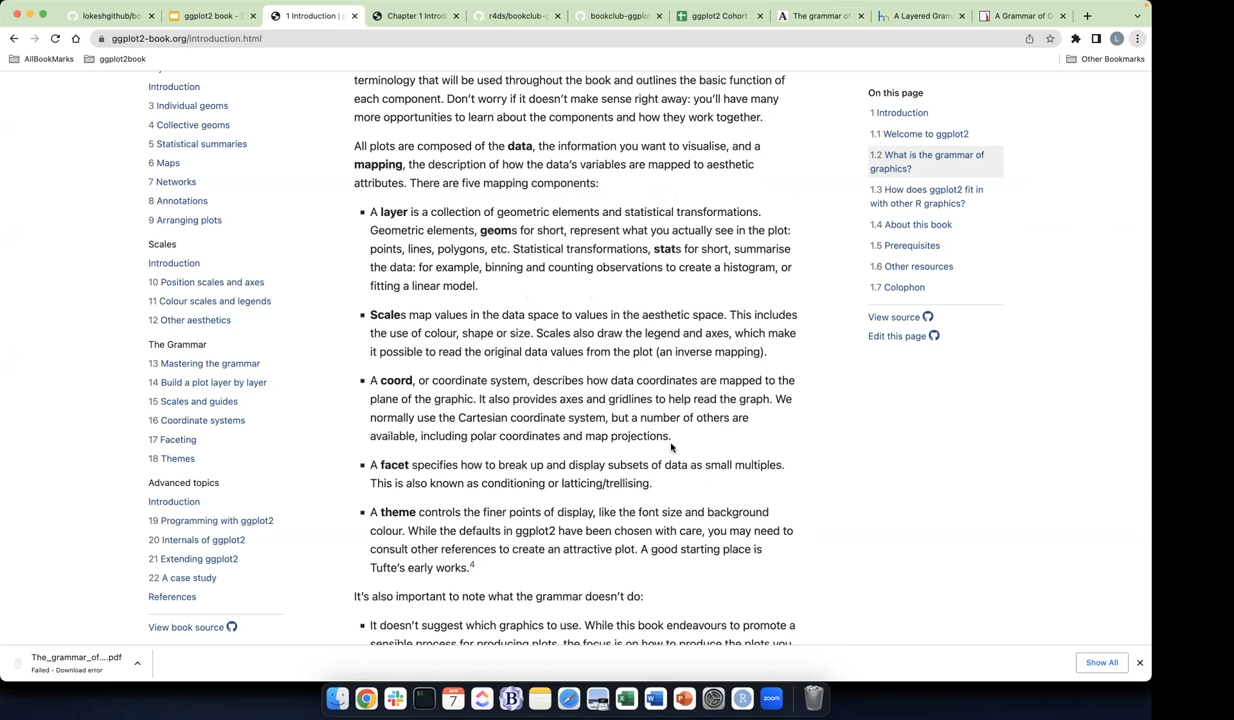 lokeshgithub/bo
ggplot2 book - G
1 Introduction | g
Chapter 1 Introd
r4ds/bookclub-g
bookclub-ggplot
ggplot2 Cohort
The grammar of
A Layered Gram
A Grammar of G
ggplot2-book.org/introduction.html
L
AllBookMarks
ggplot2book
Other Bookmarks
Introduction
3 Individual geoms
4 Collective geoms
5 Statistical summaries
6 Maps
7 Networks
8 Annotations
9 Arranging plots
Scales
Introduction
10 Position scales and axes
11 Colour scales and legends
12 Other aesthetics
The Grammar
13 Mastering the grammar
14 Build a plot layer by layer
15 Scales and guides
16 Coordinate systems
17 Faceting
18 Themes
Advanced topics
Introduction
19 Programming with ggplot2
20 Internals of ggplot2
21 Extending ggplot2
22 A case study
References
View book source
terminology that will be used throughout the book and outlines the basic function of
each component. Don't worry if it doesn't make sense right away: you'll have many
more opportunities to learn about the components and how they work together.
All plots are composed of the data, the information you want to visualise, and a
mapping, the description of how the data's variables are mapped to aesthetic
attributes. There are five mapping components:
▪ A layer is a collection of geometric elements and statistical transformations.
Geometric elements, geoms for short, represent what you actually see in the plot:
points, lines, polygons, etc. Statistical transformations, stats for short, summarise
the data: for example, binning and counting observations to create a histogram, or
fitting a linear model.
▪ Scales map values in the data space to values in the aesthetic space. This includes
the use of colour, shape or size. Scales also draw the legend and axes, which make
it possible to read the original data values from the plot (an inverse mapping).
▪ A coord, or coordinate system, describes how data coordinates are mapped to the
plane of the graphic. It also provides axes and gridlines to help read the graph. We
normally use the Cartesian coordinate system, but a number of others are
available, including polar coordinates and map projections.
▪ A facet specifies how to break up and display subsets of data as small multiples.
This is also known as conditioning or latticing/trellising.
▪ A theme controls the finer points of display, like the font size and background
colour. While the defaults in ggplot2 have been chosen with care, you may need to
consult other references to create an attractive plot. A good starting place is
Tufte's early works.4
It's also important to note what the grammar doesn't do:
▪ It doesn't suggest which graphics to use. While this book endeavours to promote a
sensible process for producing plots, the focus is on how to produce the plots you
On this page
1 Introduction
1.1 Welcome to ggplot2
1.2 What is the grammar of
graphics?
1.3 How does ggplot2 fit in
with other R graphics?
1.4 About this book
1.5 Prerequisites
1.6 Other resources
1.7 Colophon
View source
Edit this page
The_grammar_of....pdf
Failed - Download error
Show All
7
zoom